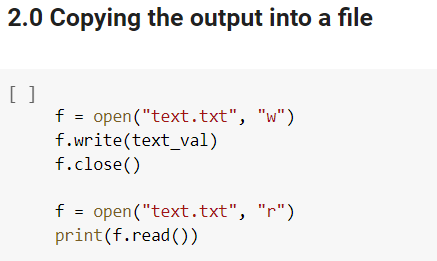 2.0 Copying the output into a file
[ ]
f = open("text.txt", "w")
f.write(text_val)
f.close()
f = open("text.txt", "r")
print(f.read())